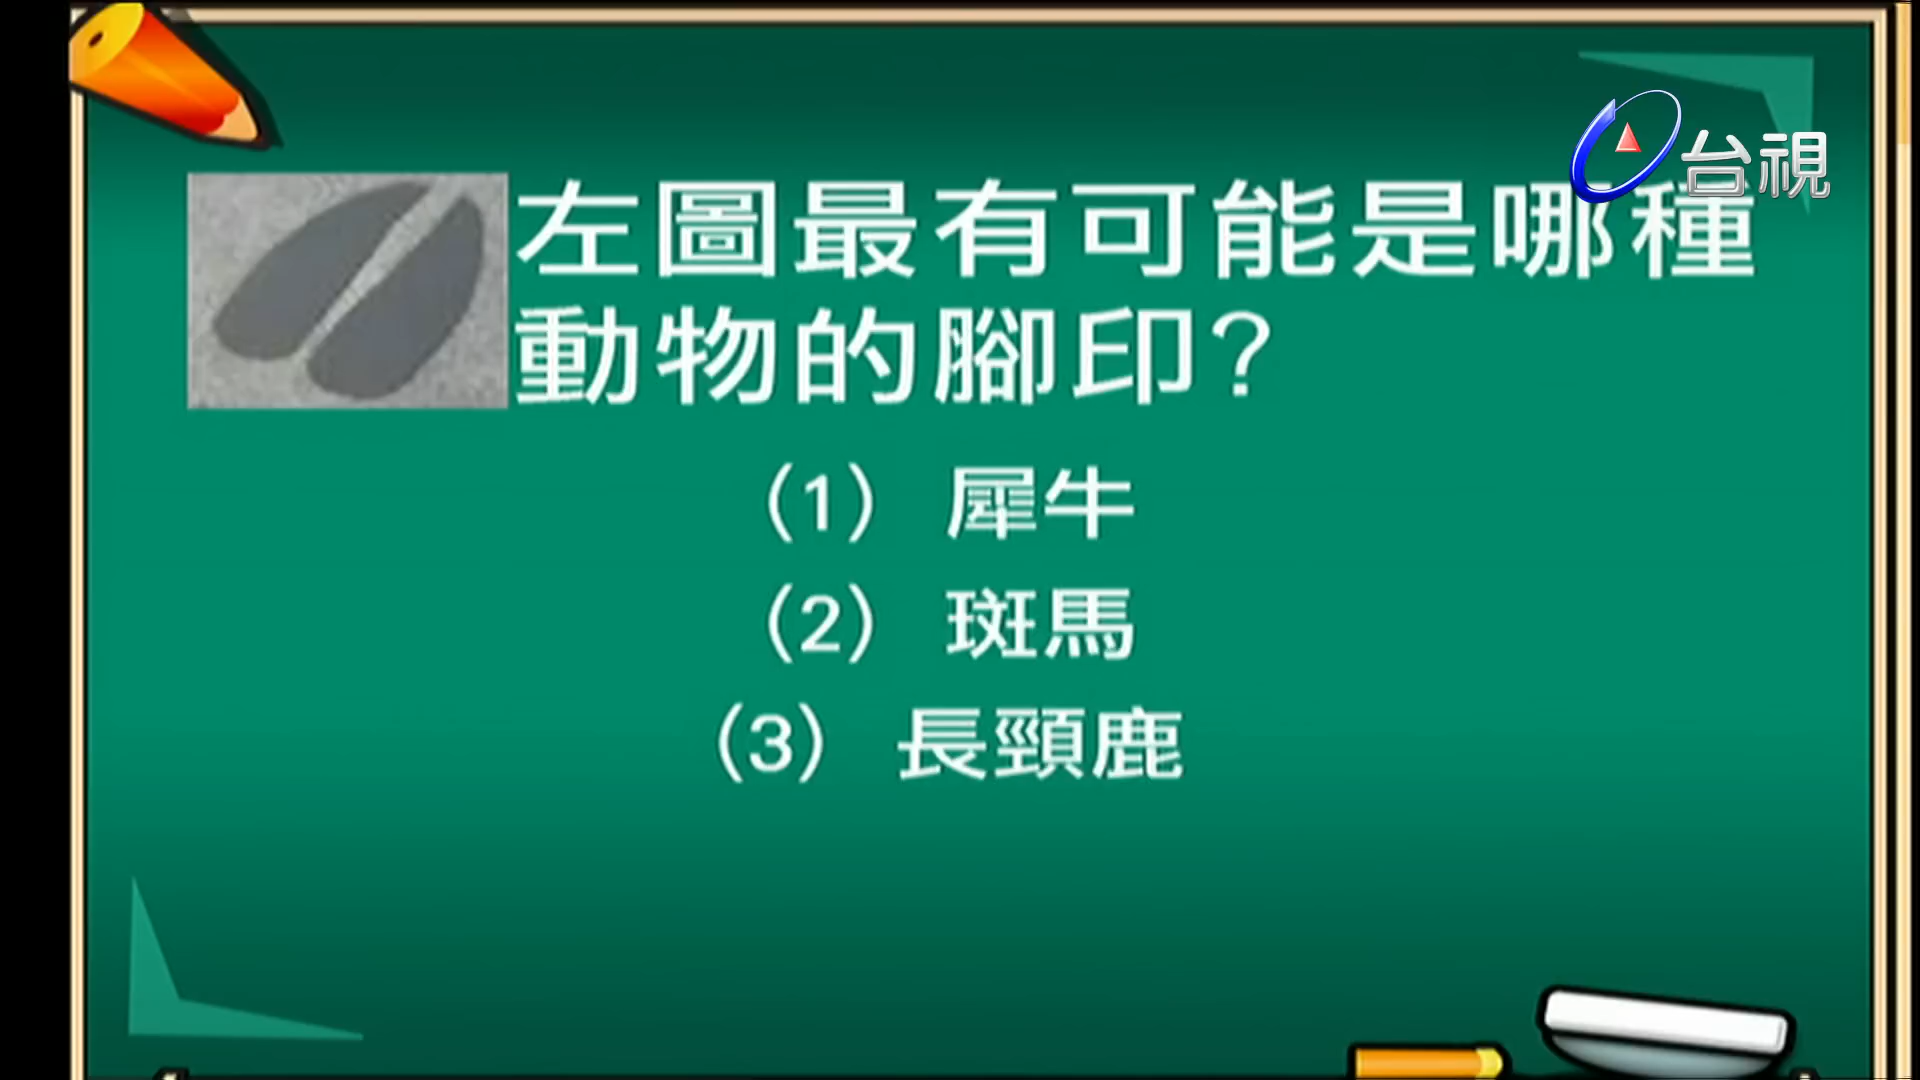 台視
左圖最有可能是哪種
動物的腳印?
(1) 犀牛
(2) 斑馬
(3) 長頸鹿